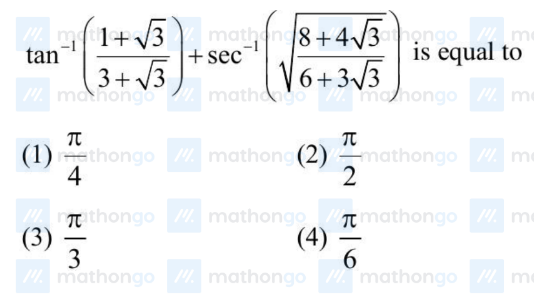 tan⁻¹((1+√3)/(3+√3)) + sec⁻¹(√((8+4√3)/(6+3√3))) is equal to
(1) π/4 (2) π/2
(3) π/3 (4) π/6
mathongo